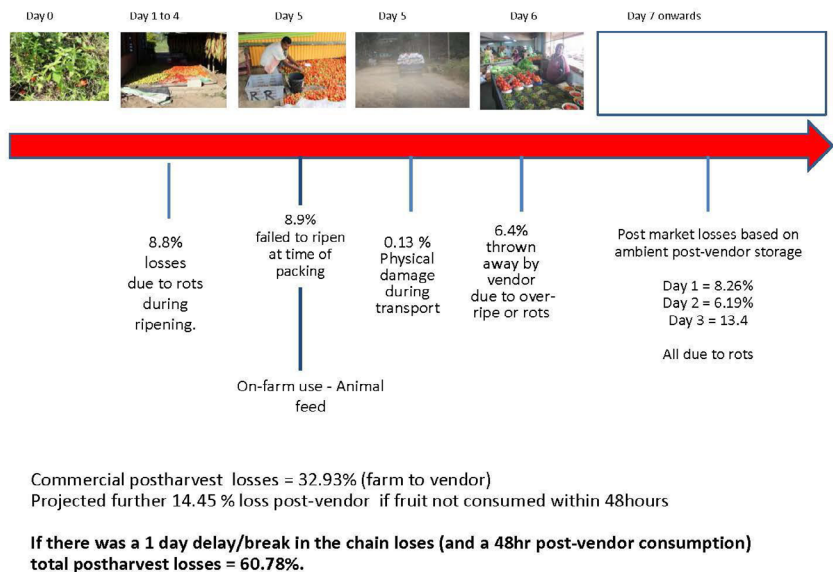 Day 0
Day 1 to 4
Day 5
Day 5
Day 6
Day 7 onwards
R.R
8.8%
losses
due to rots
during
ripening.
8.9%
failed to ripen
at time of
packing
On-farm use - Animal
feed
0.13 %
Physical
damage
during
transport
6.4%
thrown
away by
vendor
due to over-
ripe or rots
Post market losses based on
ambient post-vendor storage
Day 1 = 8.26%
Day 2 = 6.19%
Day 3 = 13.4
All due to rots
Commercial postharvest losses = 32.93% (farm to vendor)
Projected further 14.45 % loss post-vendor if fruit not consumed within 48hours
If there was a 1 day delay/break in the chain loses (and a 48hr post-vendor consumption)
total postharvest losses = 60.78%.